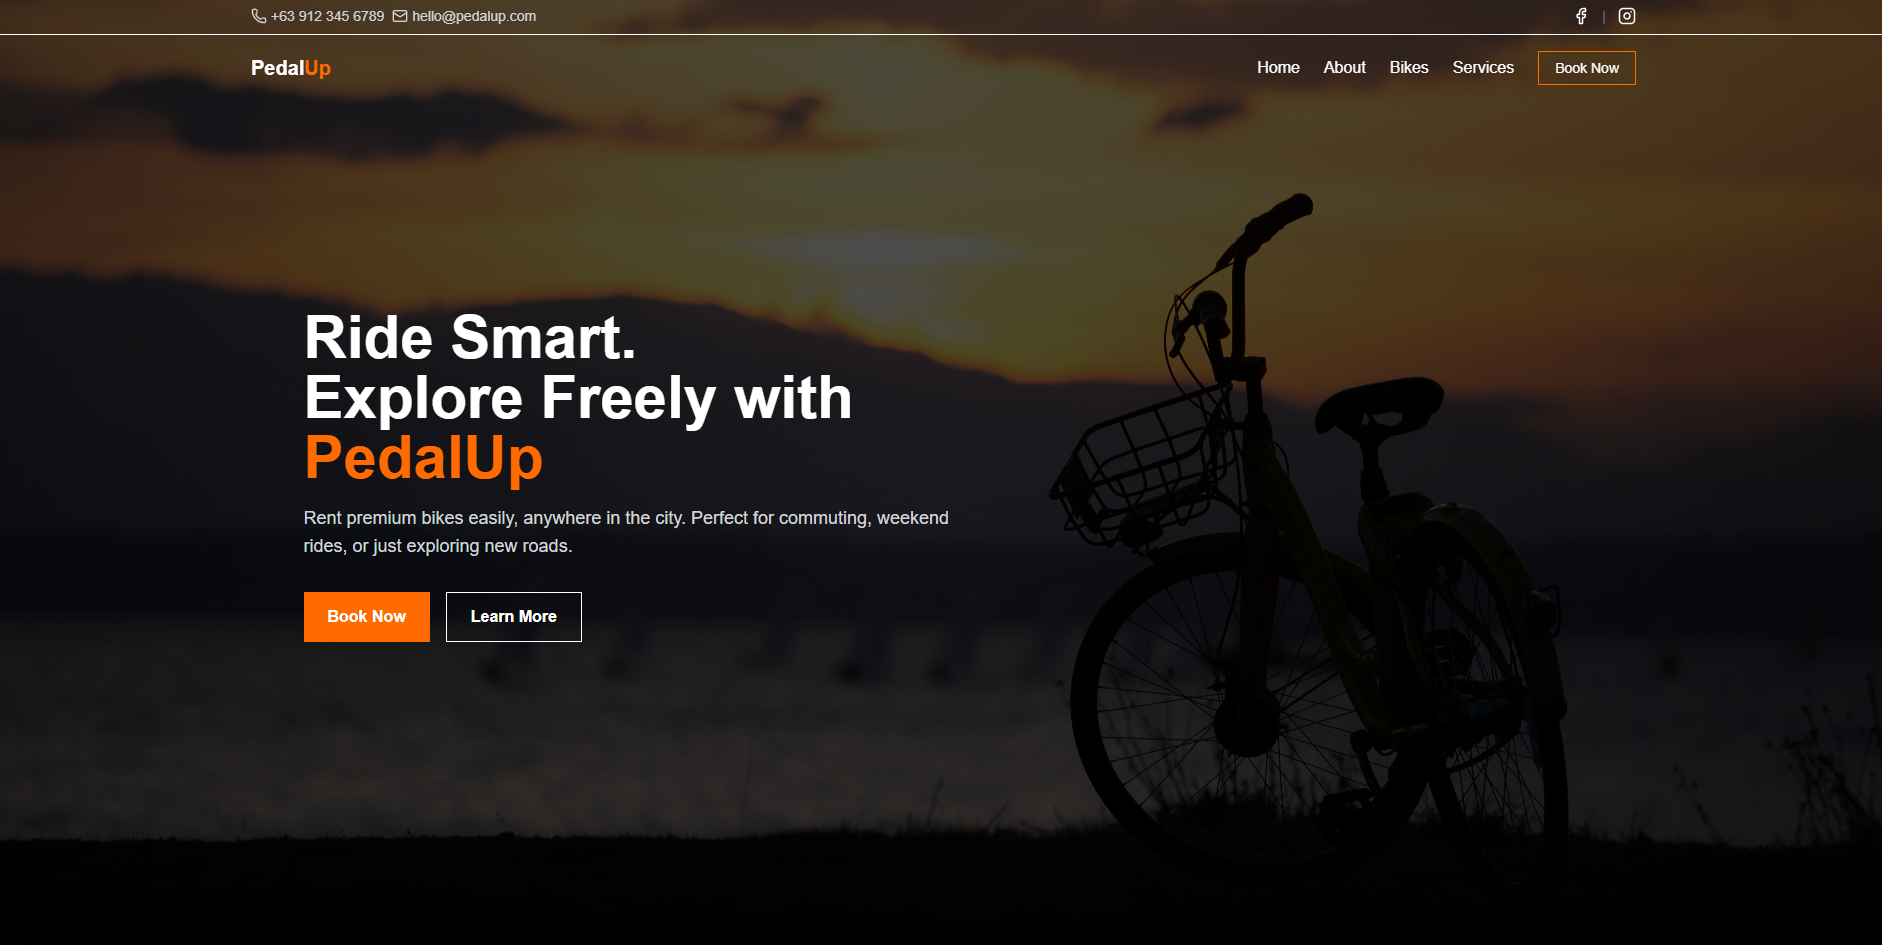 +63 912 345 6789 hello@pedalup.com |
PedalUp Home About Bikes Services Book Now
Ride Smart.
Explore Freely with
PedalUp
Rent premium bikes easily, anywhere in the city. Perfect for commuting, weekend
rides, or just exploring new roads.
Book Now Learn More